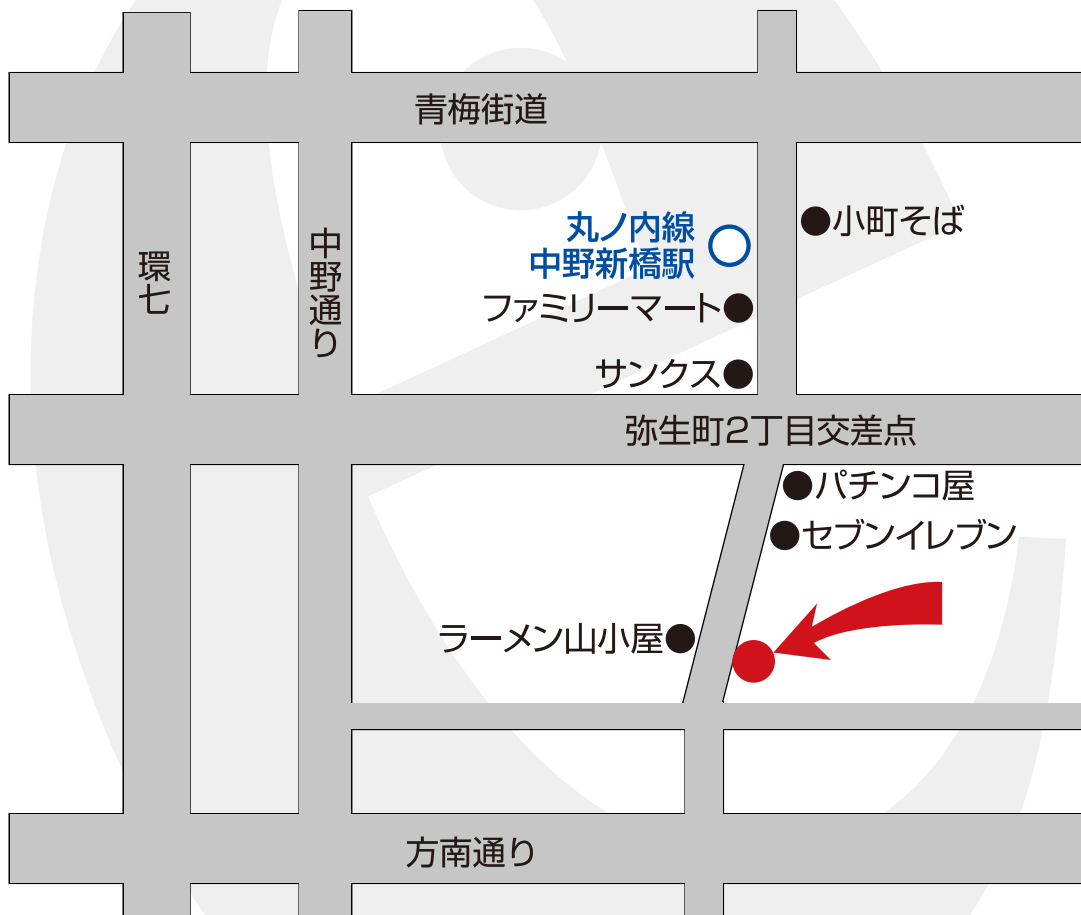 青梅街道
小町そば
丸ノ内線
中野新橋駅
環七
中野通り
ファミリーマート
サンクス
弥生町2丁目交差点
パチンコ屋
セブンイレブン
ラーメン山小屋
方南通り